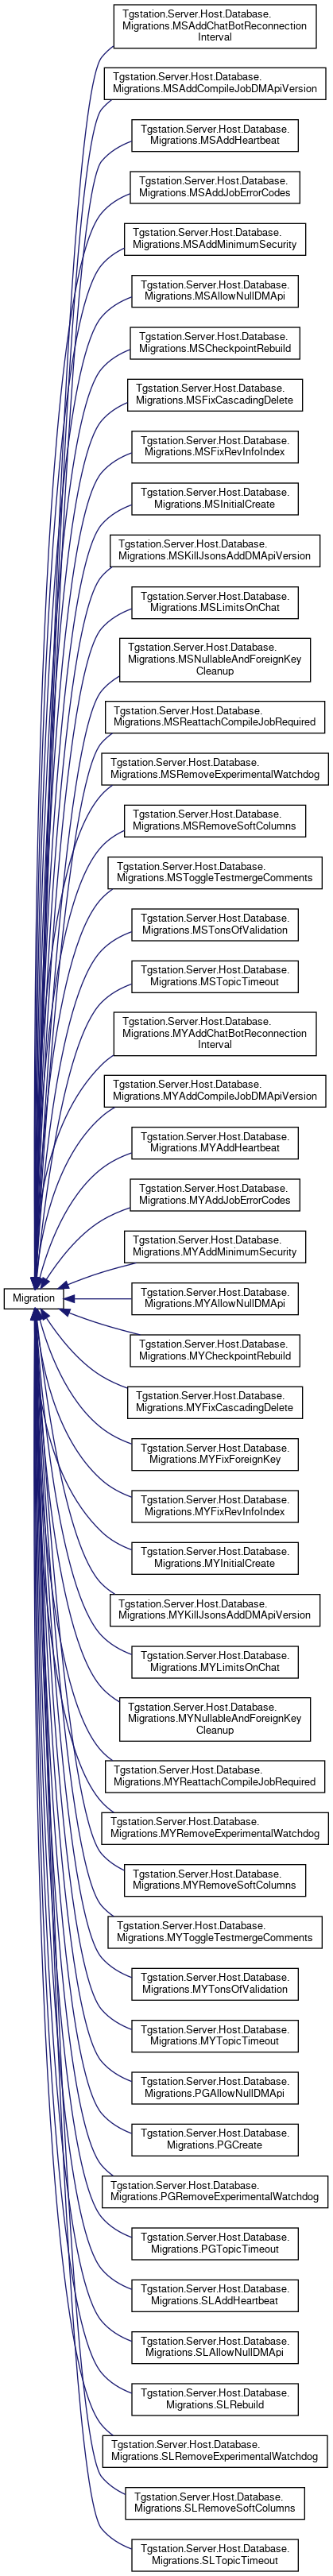 Tgstation.Server.Host.Database.
Migrations.MSAddChatBotReconnection
Interval
Tgstation.Server.Host.Database.
Migrations.MSAddCompileJobDMApiVersion
Tgstation.Server.Host.Database.
Migrations.MSAddHeartbeat
Tgstation.Server.Host.Database.
Migrations.MSAddJobErrorCodes
Tgstation.Server.Host.Database.
Migrations.MSAddMinimumSecurity
Tgstation.Server.Host.Database.
Migrations.MSAllowNullDMApi
Tgstation.Server.Host.Database.
Migrations.MSCheckpointRebuild
Tgstation.Server.Host.Database.
Migrations.MSFixCascadingDelete
Tgstation.Server.Host.Database.
Migrations.MSFixRevInfoIndex
Tgstation.Server.Host.Database.
Migrations.MSInitialCreate
Tgstation.Server.Host.Database.
Migrations.MSKillJsonsAddDMApiVersion
Tgstation.Server.Host.Database.
Migrations.MSLimitsOnChat
Tgstation.Server.Host.Database.
Migrations.MSNullableAndForeignKey
Cleanup
Tgstation.Server.Host.Database.
Migrations.MSReattachCompileJobRequired
Tgstation.Server.Host.Database.
Migrations.MSRemoveExperimentalWatchdog
Tgstation.Server.Host.Database.
Migrations.MSRemoveSoftColumns
Tgstation.Server.Host.Database.
Migrations.MSToggleTestmergeComments
Tgstation.Server.Host.Database.
Migrations.MSTonsOfValidation
Tgstation.Server.Host.Database.
Migrations.MSTopicTimeout
Tgstation.Server.Host.Database.
Migrations.MYAddChatBotReconnection
Interval
Tgstation.Server.Host.Database.
Migrations.MYAddCompileJobDMApiVersion
Tgstation.Server.Host.Database.
Migrations.MYAddHeartbeat
Tgstation.Server.Host.Database.
Migrations.MYAddJobErrorCodes
Tgstation.Server.Host.Database.
Migrations.MYAddMinimumSecurity
Migration
Tgstation.Server.Host.Database.
Migrations.MYAllowNullDMApi
Tgstation.Server.Host.Database.
Migrations.MYCheckpointRebuild
Tgstation.Server.Host.Database.
Migrations.MYFixCascadingDelete
Tgstation.Server.Host.Database.
Migrations.MYFixForeignKey
Tgstation.Server.Host.Database.
Migrations.MYFixRevInfoIndex
Tgstation.Server.Host.Database.
Migrations.MYInitialCreate
Tgstation.Server.Host.Database.
Migrations.MYKillJsonsAddDMApiVersion
Tgstation.Server.Host.Database.
Migrations.MYLimitsOnChat
Tgstation.Server.Host.Database.
Migrations.MYNullableAndForeignKey
Cleanup
Tgstation.Server.Host.Database.
Migrations.MYReattachCompileJobRequired
Tgstation.Server.Host.Database.
Migrations.MYRemoveExperimentalWatchdog
Tgstation.Server.Host.Database.
Migrations.MYRemoveSoftColumns
Tgstation.Server.Host.Database.
Migrations.MYToggleTestmergeComments
Tgstation.Server.Host.Database.
Migrations.MYTonsOfValidation
Tgstation.Server.Host.Database.
Migrations.MYTopicTimeout
Tgstation.Server.Host.Database.
Migrations.PGAllowNullDMApi
Tgstation.Server.Host.Database.
Migrations.PGCreate
Tgstation.Server.Host.Database.
Migrations.PGRemoveExperimentalWatchdog
Tgstation.Server.Host.Database.
Migrations.PGTopicTimeout
Tgstation.Server.Host.Database.
Migrations.SLAddHeartbeat
Tgstation.Server.Host.Database.
Migrations.SLAllowNullDMApi
Tgstation.Server.Host.Database.
Migrations.SLRebuild
Tgstation.Server.Host.Database.
Migrations.SLRemoveExperimentalWatchdog
Tgstation.Server.Host.Database.
Migrations.SLRemoveSoftColumns
Tgstation.Server.Host.Database.
Migrations.SLTopicTimeout